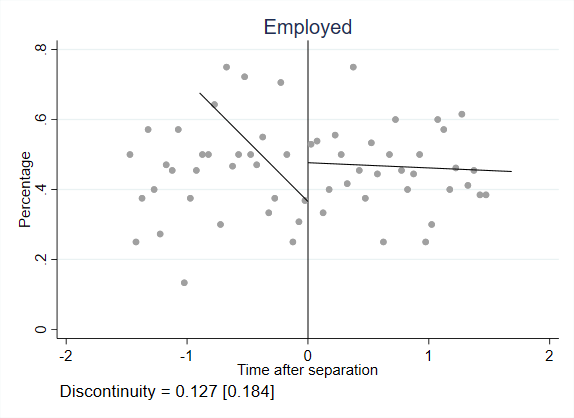 Employed
.8
.6
.4
.2
0
Percentage
-2 -1 0 1 2
Time after separation
Discontinuity = 0.127 [0.184]